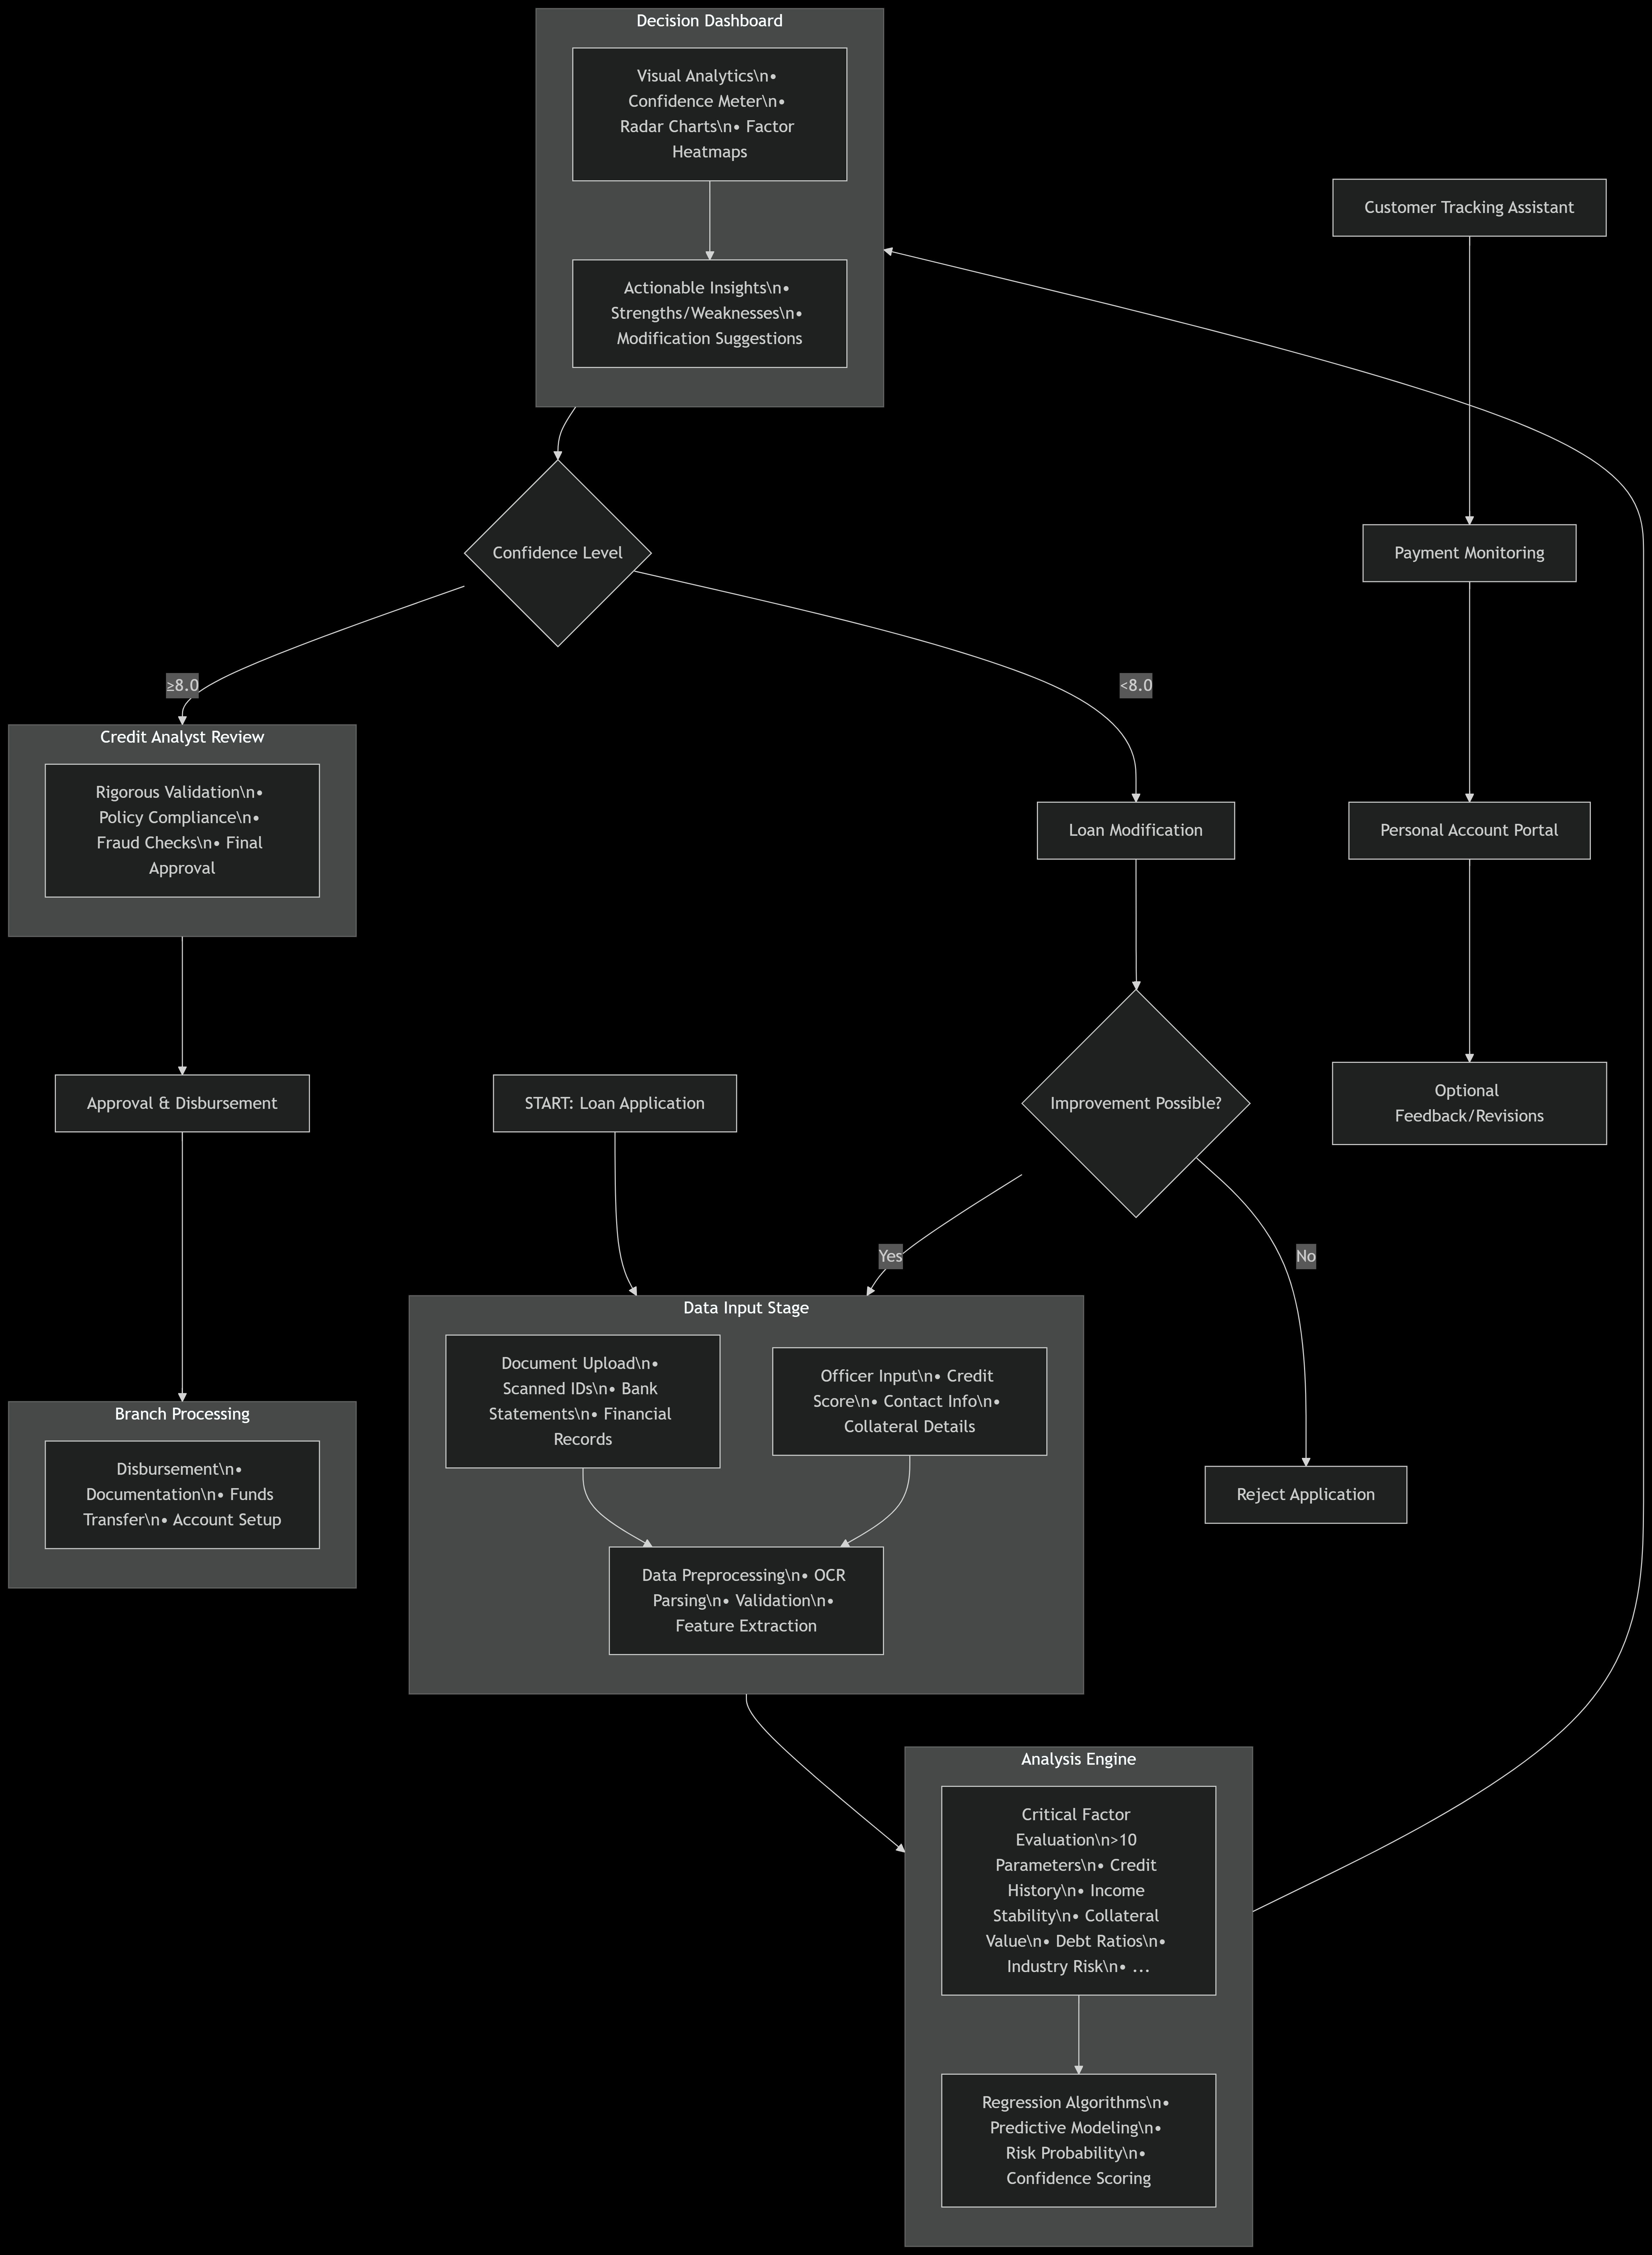 Decision Dashboard
Visual Analytics\n•
Confidence Meter\n•
Radar Charts\n• Factor
Heatmaps
Actionable Insights\n•
Strengths/Weaknesses\n•
Modification Suggestions
Customer Tracking Assistant
Confidence Level
Payment Monitoring
≥8.0
<8.0
Credit Analyst Review
Rigorous Validation\n•
Policy Compliance\n•
Fraud Checks\n• Final
Approval
Loan Modification
Personal Account Portal
Approval & Disbursement
START: Loan Application
Improvement Possible?
Optional
Feedback/Revisions
Yes
No
Data Input Stage
Document Upload\n•
Scanned IDs\n• Bank
Statements\n• Financial
Records
Officer Input\n• Credit
Score\n• Contact Info\n•
Collateral Details
Data Preprocessing\n• OCR
Parsing\n• Validation\n•
Feature Extraction
Branch Processing
Disbursement\n•
Documentation\n• Funds
Transfer\n• Account Setup
Reject Application
Analysis Engine
Critical Factor
Evaluation\n>10
Parameters\n• Credit
History\n• Income
Stability\n• Collateral
Value\n• Debt Ratios\n•
Industry Risk\n• ...
Regression Algorithms\n•
Predictive Modeling\n•
Risk Probability\n•
Confidence Scoring